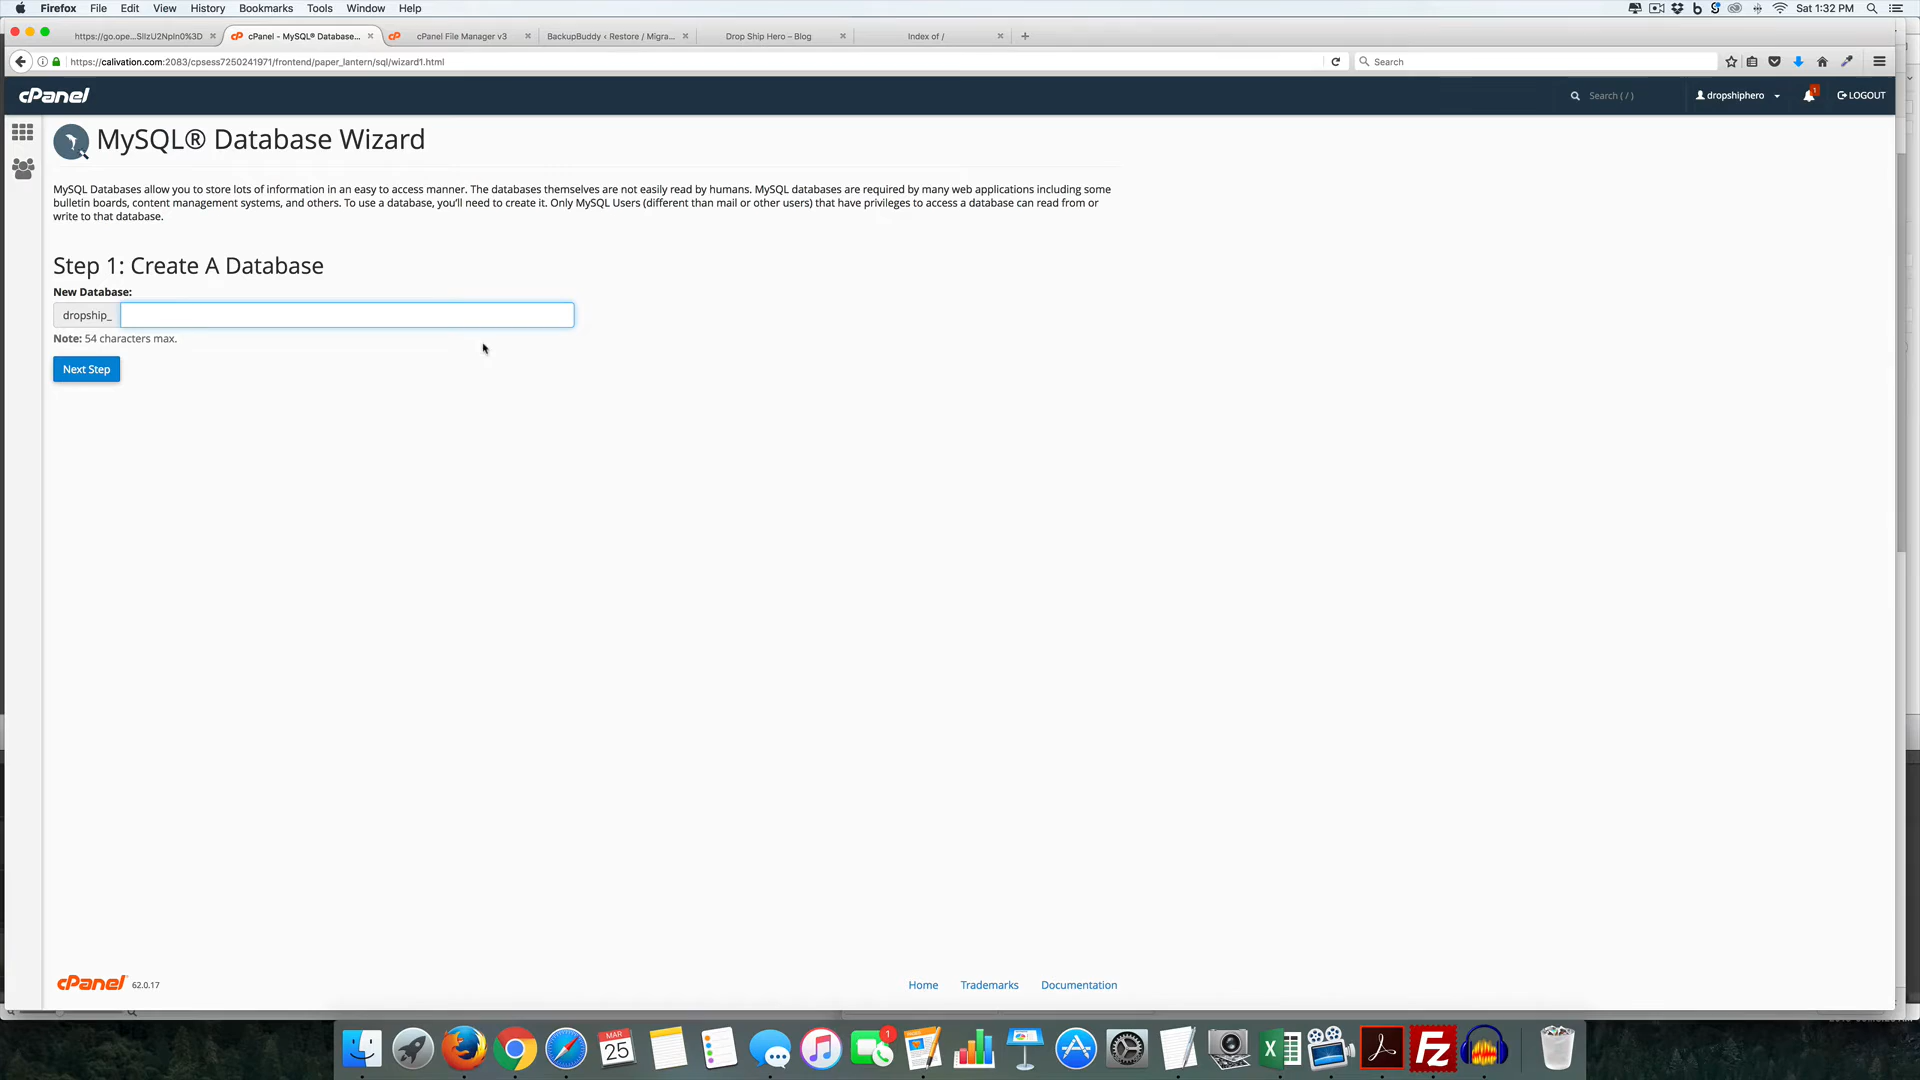 Firefox File Edit View History Bookmarks Tools Window Help Sat 1:32 PM
https://go.ope...SIIzU2NpIn0%3D cPanel - MySQL® Database... cPanel File Manager v3 BackupBuddy ‹ Restore / Migra... Drop Ship Hero – Blog Index of /
https://calivation.com:2083/cpsess7250241971/frontend/paper_lantern/sql/wizard1.html Search
cPanel Search ( / ) dropshiphero 1 LOGOUT
MySQL® Database Wizard
MySQL Databases allow you to store lots of information in an easy to access manner. The databases themselves are not easily read by humans. MySQL databases are required by many web applications including some
bulletin boards, content management systems, and others. To use a database, you'll need to create it. Only MySQL Users (different than mail or other users) that have privileges to access a database can read from or
write to that database.
Step 1: Create A Database
New Database:
dropship_
Note: 54 characters max.
Next Step
cPanel 62.0.17 Home Trademarks Documentation
MAR
25
1